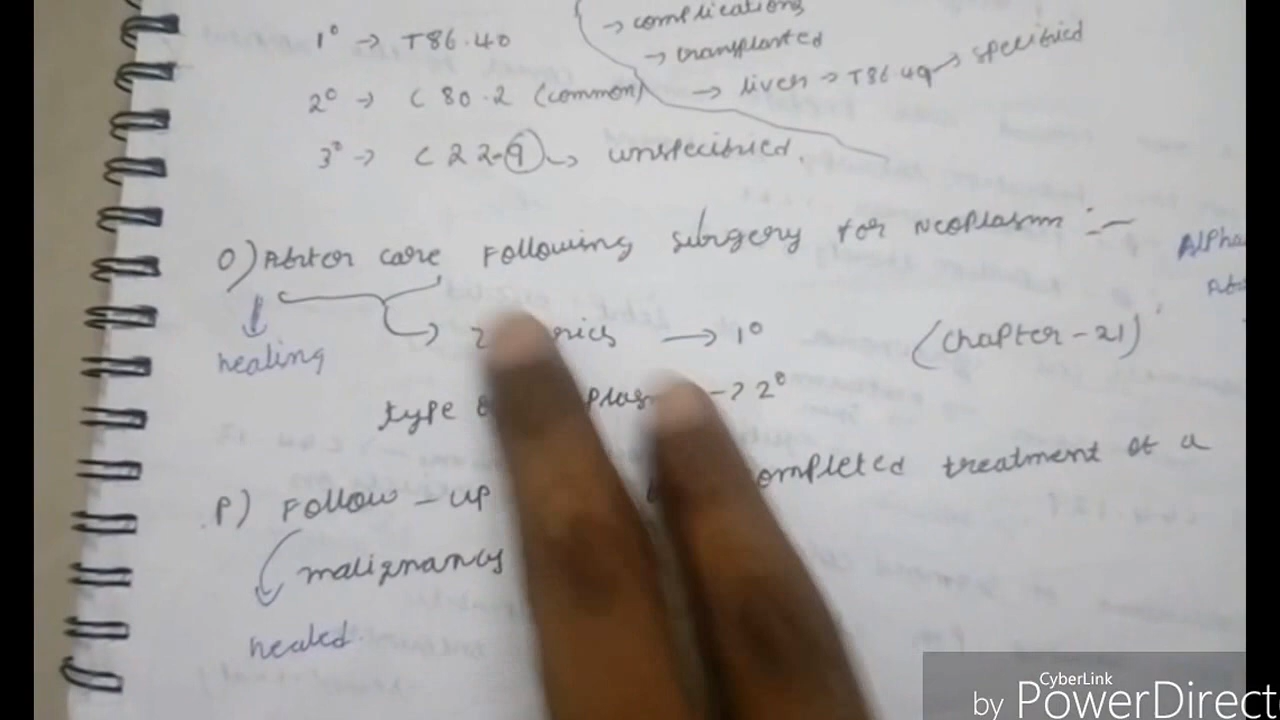 → complications
1° → T86.40
→ transplanted
2° → C 80.2 (common)
→ liver → T86.49 → specified
3° → C 22.9 → unspecified.
O) After care Following surgery for Neoplasm :-
Alpha
healing
→ 1°
(Chapter-21)
type
→ 2°
P) Follow-up
completed treatment of a
malignancy
healed.
CyberLink
by PowerDirect